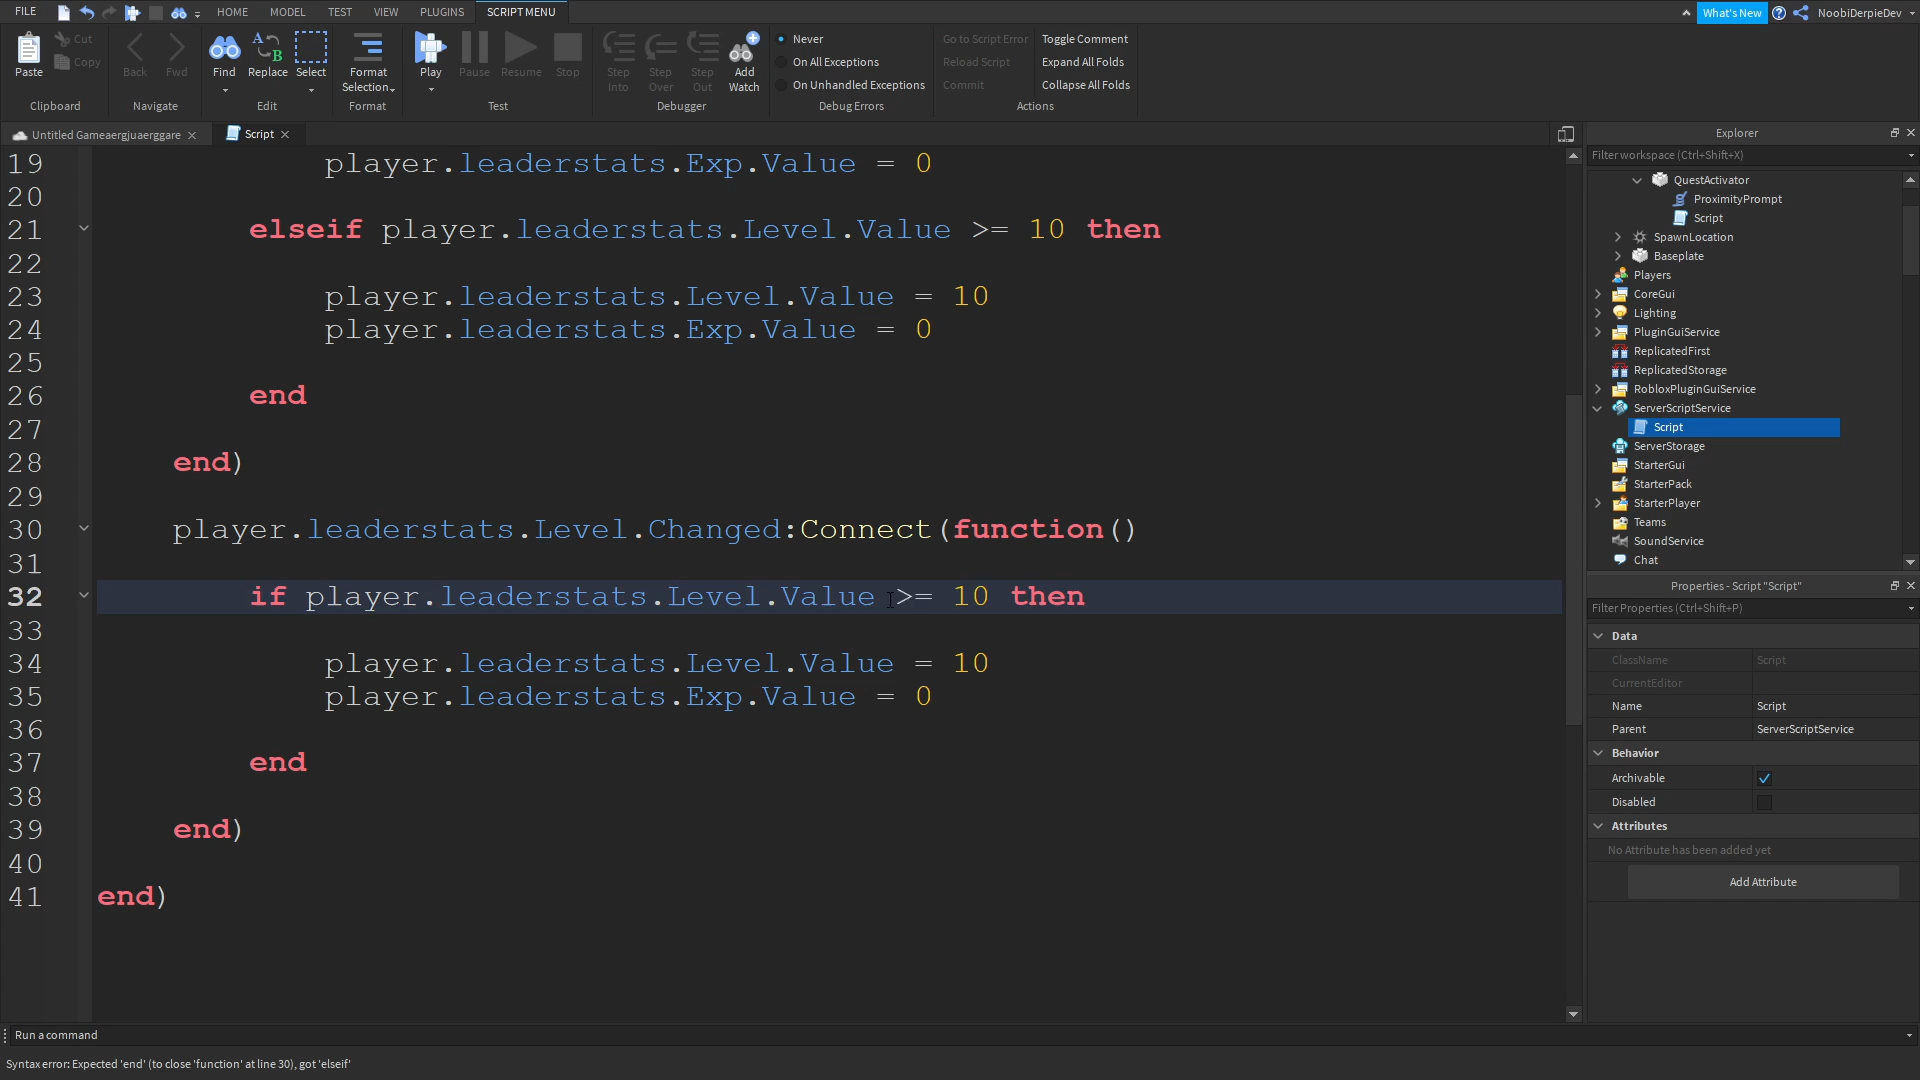 FILE HOME MODEL TEST VIEW PLUGINS SCRIPT MENU What's New NoobiDerpieDev
Paste Cut Copy Clipboard
Back Fwd Navigate
Find Replace Select Edit
Format Selection Format
Play Pause Resume Stop Test
Step Into Step Over Step Out Add Watch Debugger
Never
On All Exceptions
On Unhandled Exceptions
Debug Errors
Go to Script Error Toggle Comment
Reload Script Expand All Folds
Commit Collapse All Folds
Actions
Untitled Gameaergjuaerggare Script
19 player.leaderstats.Exp.Value = 0
20
21 elseif player.leaderstats.Level.Value >= 10 then
22
23 player.leaderstats.Level.Value = 10
24 player.leaderstats.Exp.Value = 0
25
26 end
27
28 end)
29
30 player.leaderstats.Level.Changed:Connect(function()
31
32 if player.leaderstats.Level.Value >= 10 then
33
34 player.leaderstats.Level.Value = 10
35 player.leaderstats.Exp.Value = 0
36
37 end
38
39 end)
40
41 end)
Explorer
Filter workspace (Ctrl+Shift+X)
QuestActivator
ProximityPrompt
Script
SpawnLocation
Baseplate
Players
CoreGui
Lighting
PluginGuiService
ReplicatedFirst
ReplicatedStorage
RobloxPluginGuiService
ServerScriptService
Script
ServerStorage
StarterGui
StarterPack
StarterPlayer
Teams
SoundService
Chat
Properties - Script "Script"
Filter Properties (Ctrl+Shift+P)
Data
ClassName Script
CurrentEditor
Name Script
Parent ServerScriptService
Behavior
Archivable
Disabled
Attributes
No Attribute has been added yet
Add Attribute
Run a command
Syntax error: Expected 'end' (to close 'function' at line 30), got 'elseif'